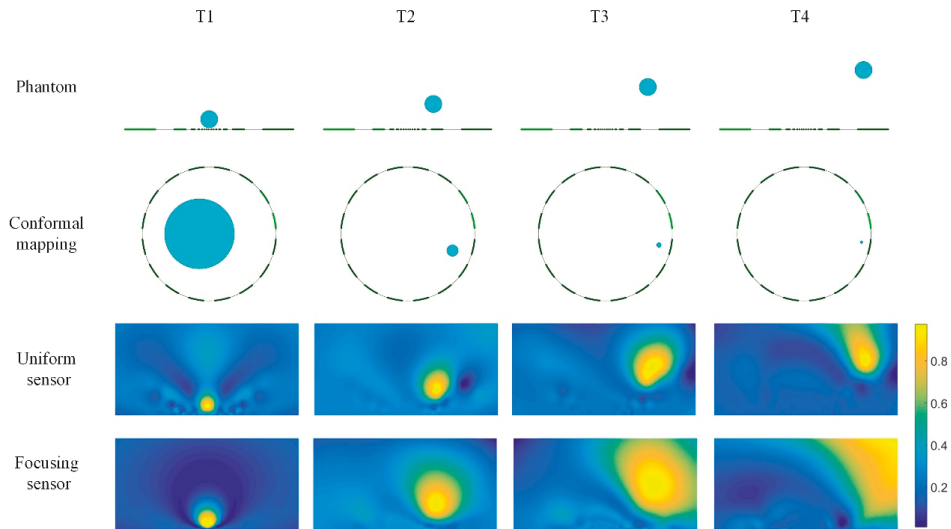 T1 T2 T3 T4
Phantom
Conformal
mapping
Uniform
sensor
0.8
0.6
Focusing
sensor
0.4
0.2